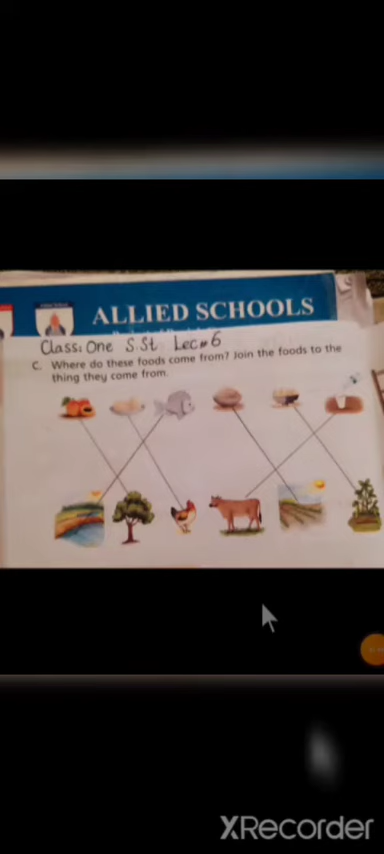 ALLIED SCHOOLS
Class: One S.St Lec# 6
C. Where do these foods come from? Join the foods to the
thing they come from.
XRecorder